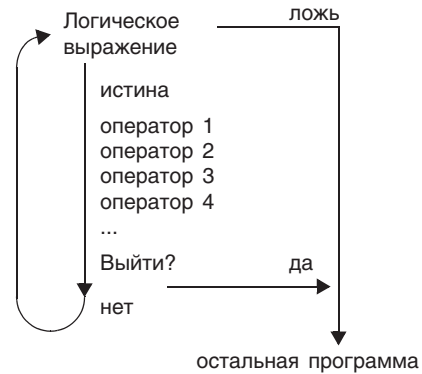 Логическое
выражение
ложь
истина
оператор 1
оператор 2
оператор 3
оператор 4
...
Выйти?
да
нет
остальная программа